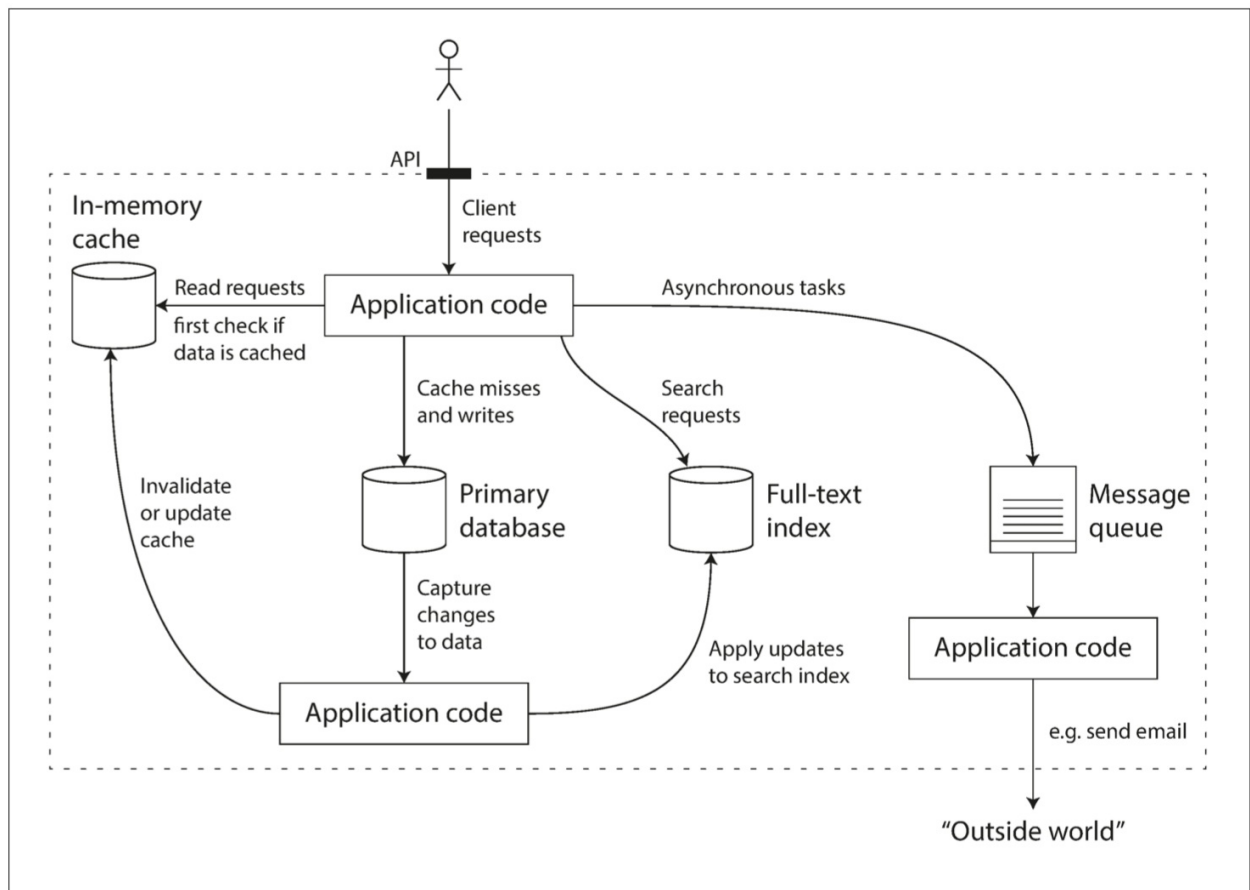 API
Client
requests
In-memory
cache
Read requests
first check if
data is cached
Application code
Asynchronous tasks
Cache misses
and writes
Search
requests
Invalidate
or update
cache
Primary
database
Full-text
index
Message
queue
Capture
changes
to data
Apply updates
to search index
Application code
Application code
e.g. send email
“Outside world”